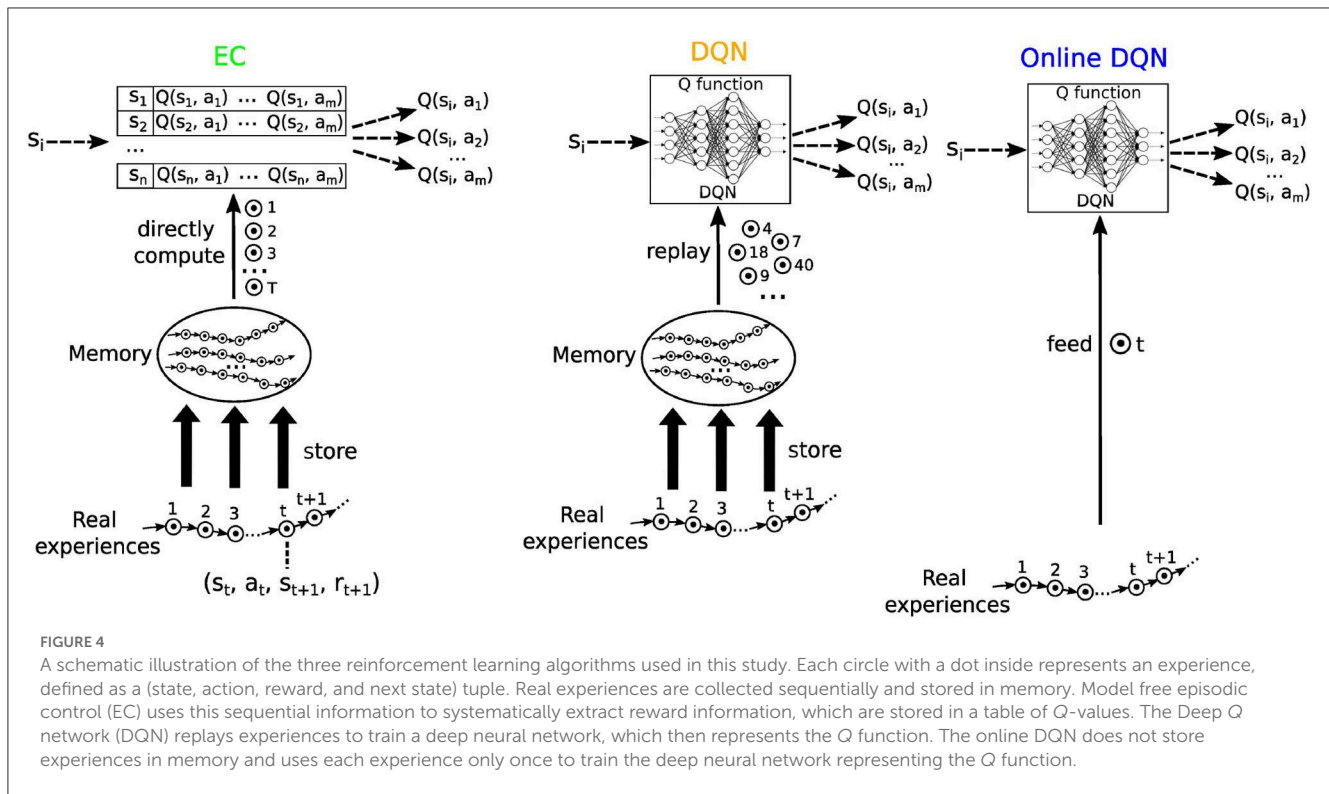 EC
s₁ Q(s₁, a₁) ... Q(s₁, aₘ)
s₂ Q(s₂, a₁) ... Q(s₂, aₘ)
...
sₙ Q(sₙ, a₁) ... Q(sₙ, aₘ)
sᵢ
Q(sᵢ, a₁)
Q(sᵢ, a₂)
...
Q(sᵢ, aₘ)
directly
compute
1
2
3
...
T
Memory
...
store
Real
experiences
1 2 3 ... t t+1 ...
(sₜ, aₜ, sₜ₊₁, rₜ₊₁)
DQN
Q function
DQN
sᵢ
Q(sᵢ, a₁)
Q(sᵢ, a₂)
...
Q(sᵢ, aₘ)
replay
4
7
18
40
9
...
Memory
...
store
Real
experiences
1 2 3 ... t t+1 ...
Online DQN
Q function
DQN
sᵢ
Q(sᵢ, a₁)
Q(sᵢ, a₂)
...
Q(sᵢ, aₘ)
feed
t
Real
experiences
1 2 3 ... t t+1 ...
FIGURE 4
A schematic illustration of the three reinforcement learning algorithms used in this study. Each circle with a dot inside represents an experience,
defined as a (state, action, reward, and next state) tuple. Real experiences are collected sequentially and stored in memory. Model free episodic
control (EC) uses this sequential information to systematically extract reward information, which are stored in a table of Q-values. The Deep Q
network (DQN) replays experiences to train a deep neural network, which then represents the Q function. The online DQN does not store
experiences in memory and uses each experience only once to train the deep neural network representing the Q function.